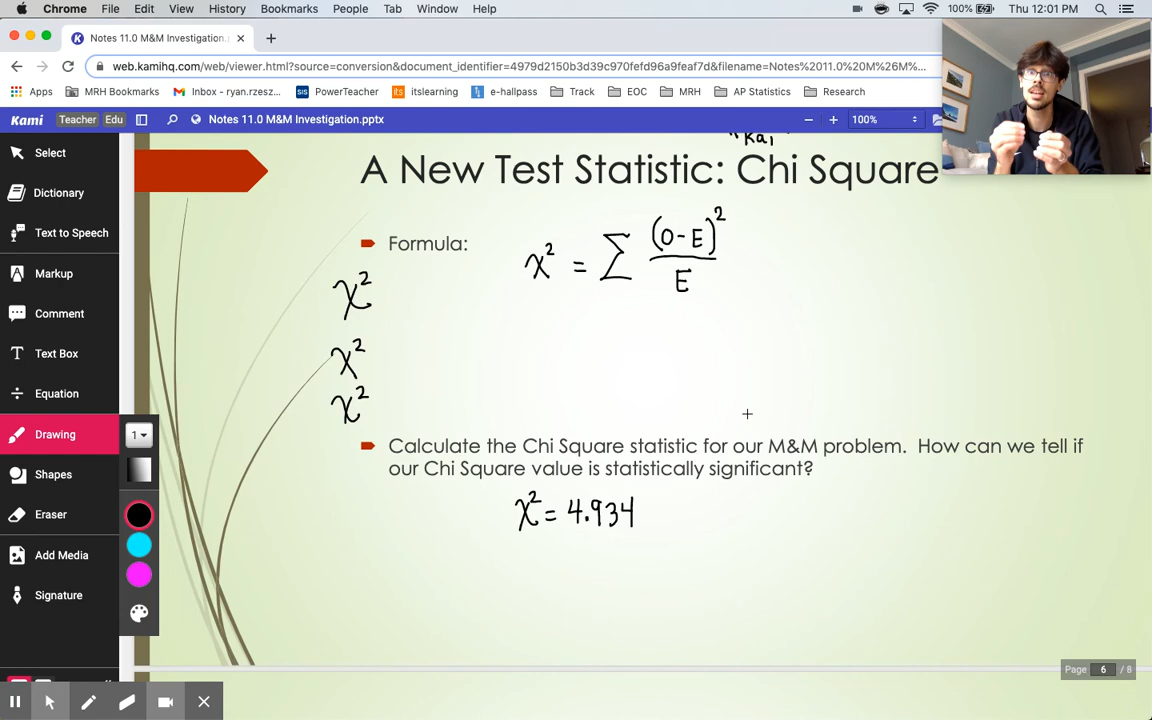 Chrome File Edit View History Bookmarks People Tab Window Help 100% Thu 12:01 PM
Notes 11.0 M&M Investigation.
web.kamihq.com/web/viewer.html?source=conversion&document_identifier=4979d2150b3d39c970fefd96a9feaf7d&filename=Notes%2011.0%20M%26M%...
Apps MRH Bookmarks Inbox - ryan.rzesz... SIS PowerTeacher its itslearning e-hallpass Track EOC MRH AP Statistics Research
Kami Teacher Edu Notes 11.0 M&M Investigation.pptx 100%
Select
Dictionary
Text to Speech
Markup
Comment
Text Box
Equation
Drawing
Shapes
Eraser
Add Media
Signature
1
"Kai"
A New Test Statistic: Chi Square
Formula:
χ² = Σ (O-E)²
E
χ²
χ²
χ²
Calculate the Chi Square statistic for our M&M problem. How can we tell if
our Chi Square value is statistically significant?
χ² = 4.934
Page 6 / 8